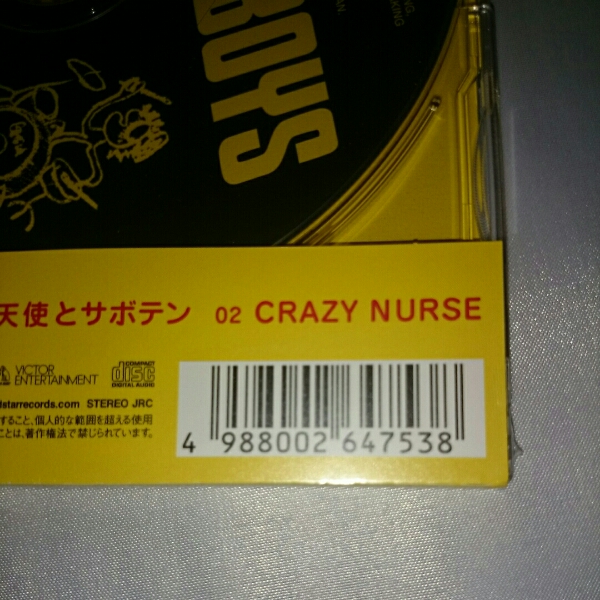 BOYS
天使とサボテン 02 CRAZY NURSE
VICTOR
ENTERTAINMENT
COMPACT
disc
DIGITAL AUDIO
dstarrecords.com STEREO JRC
すること、個人的な範囲を超える使用
ことは、著作権法で禁じられています。
4 988002 647538